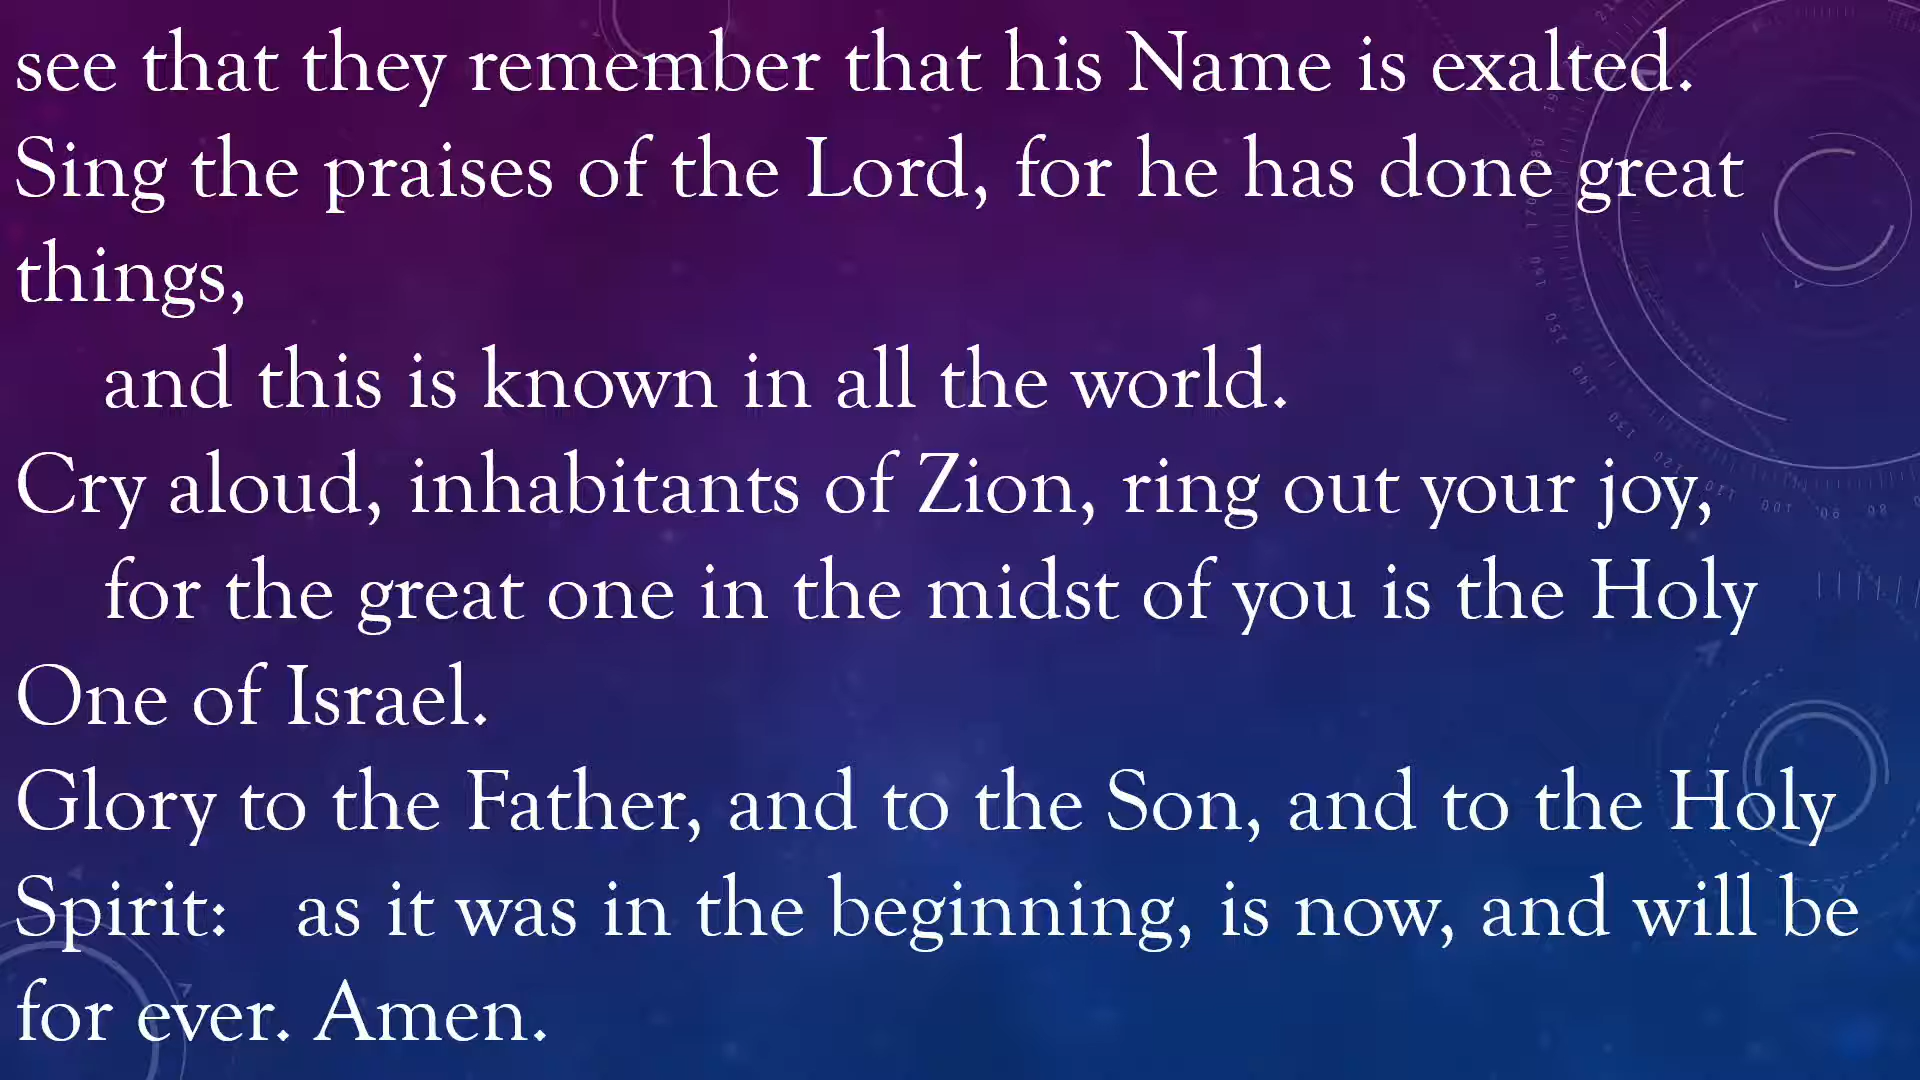 see that they remember that his Name is exalted.
Sing the praises of the Lord, for he has done great
things,
and this is known in all the world.
Cry aloud, inhabitants of Zion, ring out your joy,
for the great one in the midst of you is the Holy
One of Israel.
Glory to the Father, and to the Son, and to the Holy
Spirit:   as it was in the beginning, is now, and will be
for ever. Amen.